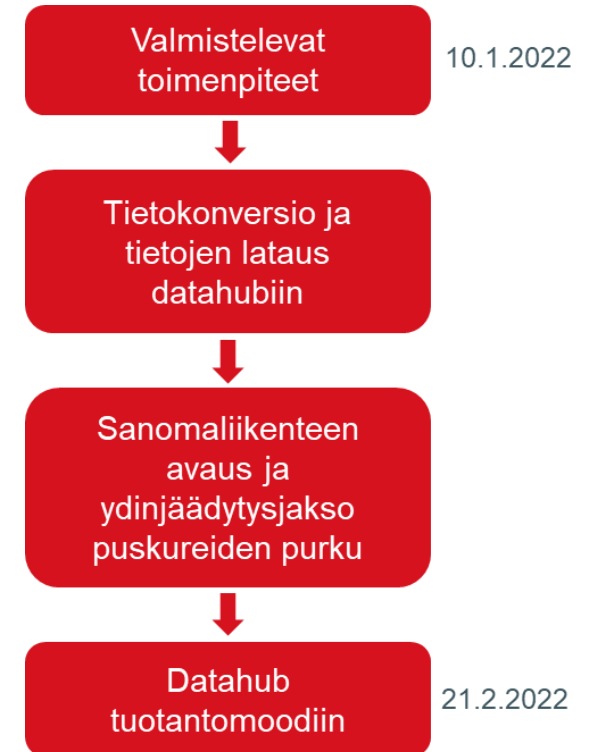 Valmistelevat
toimenpiteet
10.1.2022
Tietokonversio ja
tietojen lataus
datahubiin
Sanomaliikenteen
avaus ja
ydinjäädytysjakso
puskureiden purku
Datahub
tuotantomoodiin
21.2.2022